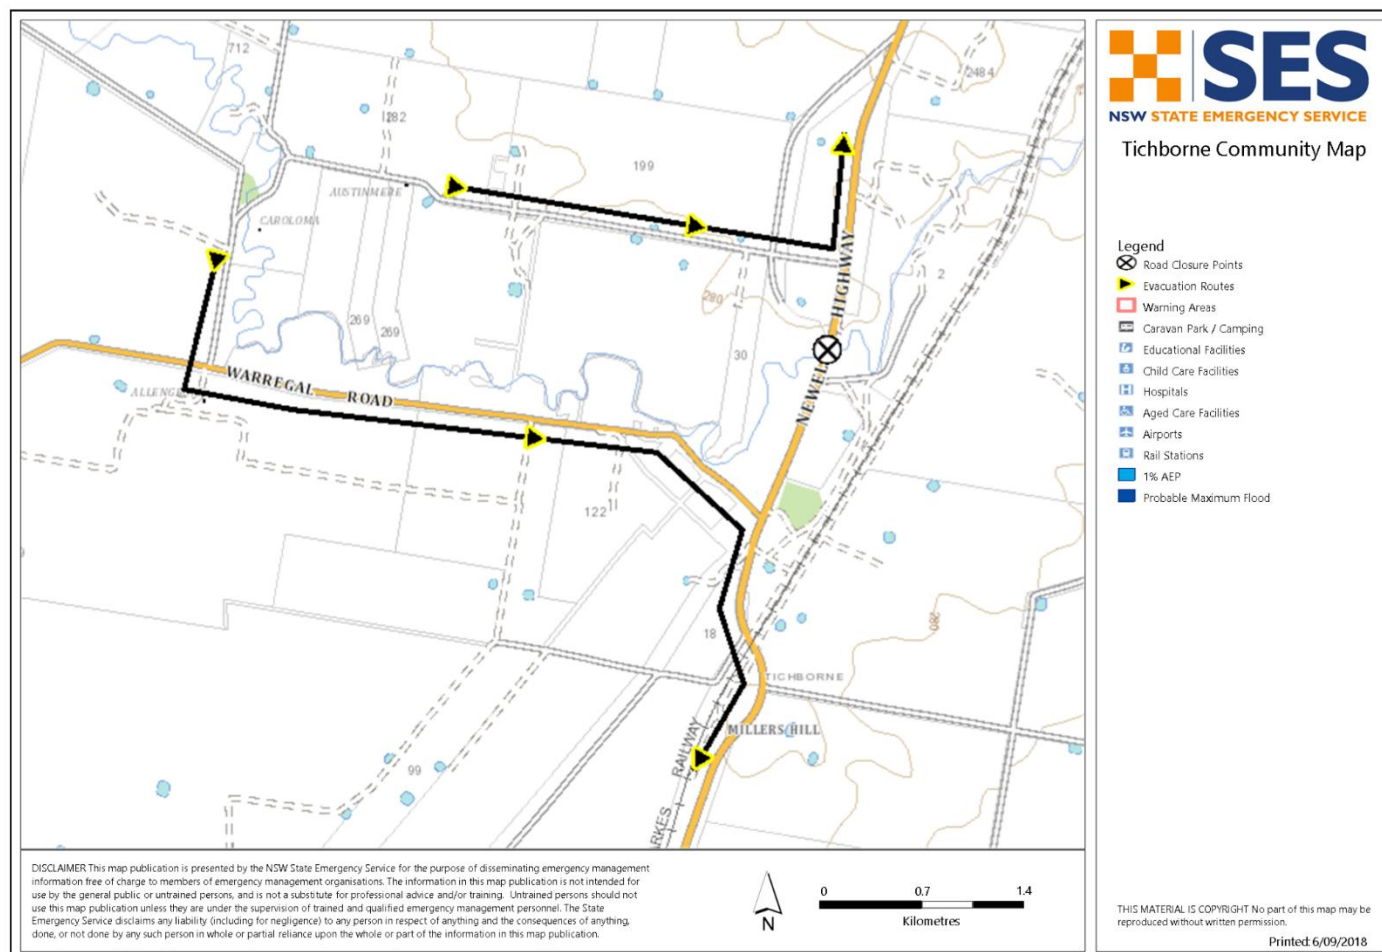 SES
NSW STATE EMERGENCY SERVICE
Tichborne Community Map
Legend
Road Closure Points
Evacuation Routes
Warning Areas
Caravan Park / Camping
Educational Facilities
Child Care Facilities
Hospitals
Aged Care Facilities
Airports
Rail Stations
1% AEP
Probable Maximum Flood
712
2484
282
199
AUSTINMERE
CAROLOMA
2
280
HIGHWAY
269
269
30
NEWELL
WARREGAL ROAD
122
280
18
TICHBORNE
MILLERS HILL
RAILWAY
99
DISCLAIMER This map publication is presented by the NSW State Emergency Service for the purpose of disseminating emergency management
information free of charge to members of emergency management organisations. The information in this map publication is not intended for
use by the general public or untrained persons, and is not a substitute for professional advice and/or training. Untrained persons should not
use this map publication unless they are under the supervision of trained and qualified emergency management personnel. The State
Emergency Service disclaims any liability (including for negligence) to any person in respect of anything and the consequences of anything,
done, or not done by any such person in whole or partial reliance upon the whole or part of the information in this map publication.
N
0 0.7 1.4
Kilometres
THIS MATERIAL IS COPYRIGHT No part of this map may be
reproduced without written permission.
Printed: 6/09/2018